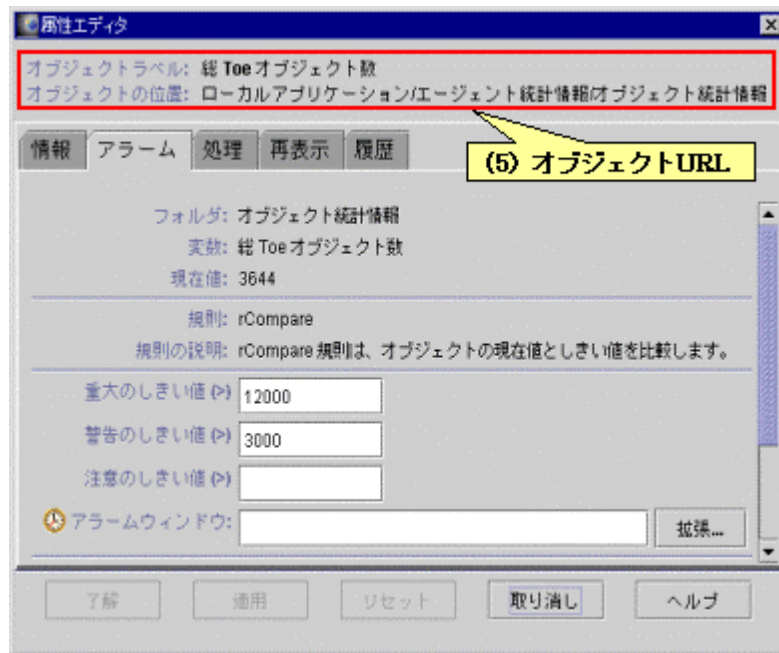 属性エディタ
オブジェクトラベル: 総 Toe オブジェクト数
オブジェクトの位置: ローカルアプリケーション/エージェント統計情報/オブジェクト統計情報
情報 アラーム 処理 再表示 履歴
(5) オブジェクトURL
フォルダ: オブジェクト統計情報
変数: 総 Toe オブジェクト数
現在値: 3644
規則: rCompare
規則の説明: rCompare 規則は、オブジェクトの現在値としきい値を比較します。
重大のしきい値 (>) 12000
警告のしきい値 (>) 3000
注意のしきい値 (>)
アラームウィンドウ: 拡張...
了解 適用 リセット 取り消し ヘルプ